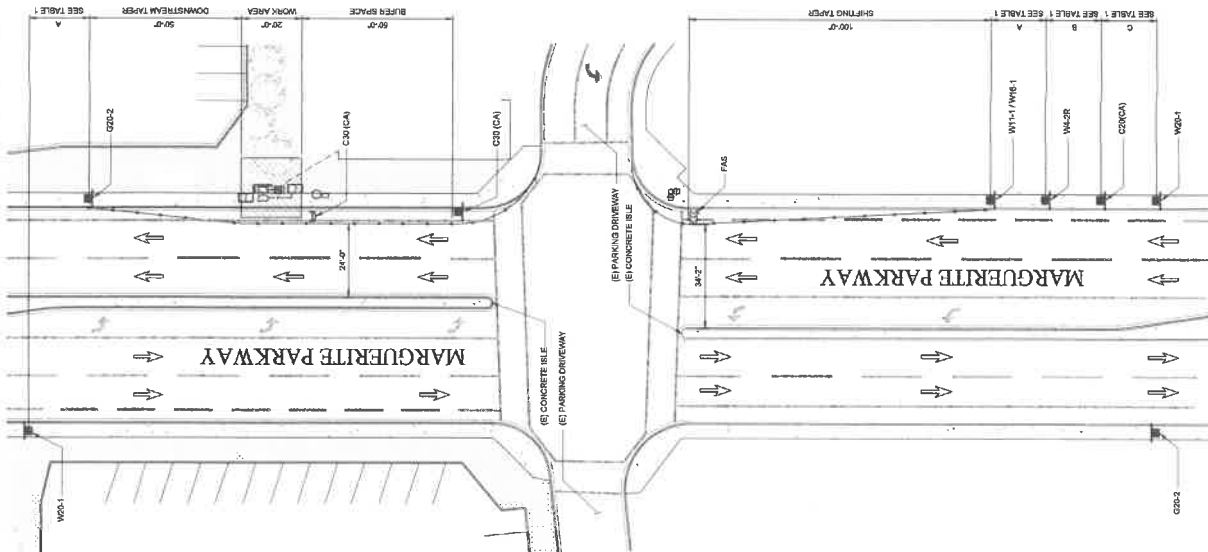 SEE TABLE 1
A
50'-0"
DOWNSTREAM TAPER
20'-0"
WORK AREA
50'-0"
BUFER SPACE
100'-0"
SHIFTING TAPER
SEE TABLE 1
A
SEE TABLE 1
B
SEE TABLE 1
C
G20-2
C30 (CA)
C30 (CA)
FAS
W11-1 / W16-1
W4-2R
C20(CA)
W20-1
24'-0"
34'-2"
(E) PARKING DRIVEWAY
(E) CONCRETE ISLE
MARGUERITE PARKWAY
MARGUERITE PARKWAY
(E) CONCRETE ISLE
(E) PARKING DRIVEWAY
W20-1
G20-2